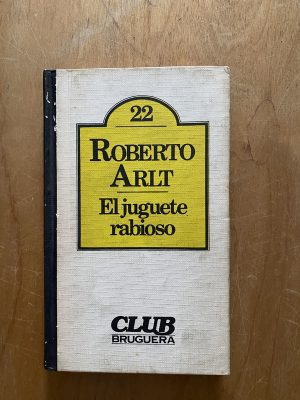 22
ROBERTO
ARLT
El juguete
rabioso
CLUB
BRUGUERA